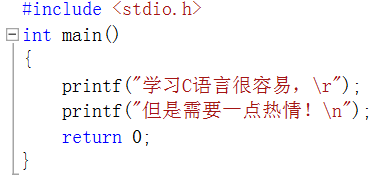 #include <stdio.h>
int main()
{
    printf("学习C语言很容易，\r");
    printf("但是需要一点热情！\n");
    return 0;
}